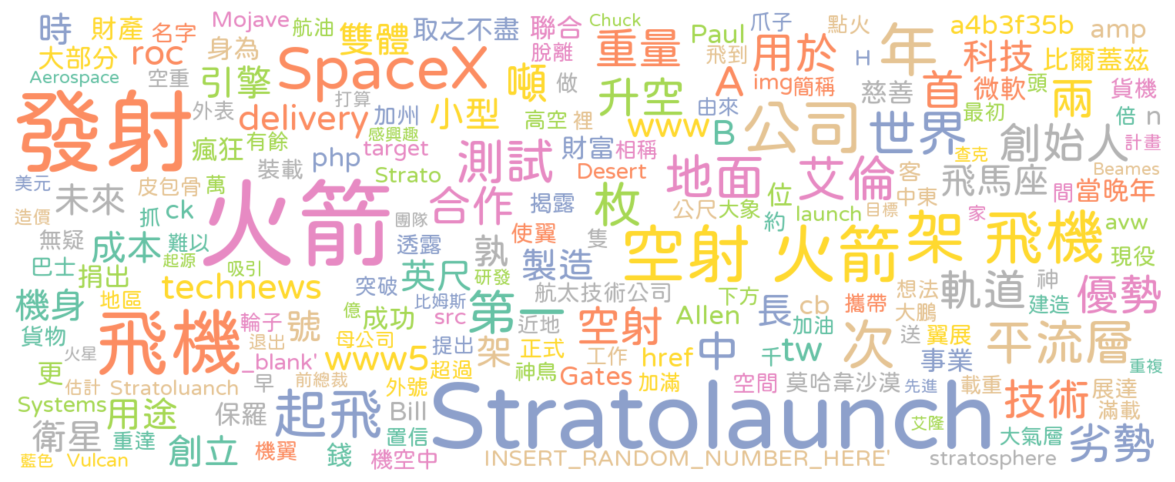 時 財產 名字 Mojave 航油 雙體 取之不盡 聯合 Chuck 爪子 點火 年 a4b3f35b amp
大部分 roc 身為 SpaceX 脫離 重量 Paul 飛到 用於 H 科技 比爾蓋茲
Aerospace 空重 引擎 噸 做 升空 A img 簡稱 慈善 首 微軟 頭 兩 貨機
發射 外表 打算 delivery 加州 小型 高空 裡 www 由來 B 公司 世界 最初 創始人 倍 n
瘋狂 有餘 php 感興趣 target 測試 財富 相稱 計畫
美元 未來 皮包骨 裝載 萬 Strato 火箭 合作 揭露 Desert 枚 地面 位 艾倫 客 查克 飛馬座 間 當晚年 Beames
造價 抓 ck 團隊 使翼 公尺 大象 約 launch 中東 目標 家 avw
無疑 成本 難以 透露 孰 隻 空射 火箭 架 飛機 現役
巴士 捐出 起源 吸引 英尺 研發 製造 下方 cb 想法 軌道 神 優勢
機身 地區 technews 突破 比姆斯 航太技術公司 長 攜帶 大鵬 建造
貨物 飛機 輪子 號 億 成功 src 第一 近地 空射 Allen 加油 送 翼展 平流層
火星 退出 母公司 提出 架 正式 中 千 tw 次 事業 重複
更 _blank' www5 超過 神鳥 工作 href
估計 Stratoluanch 早 前總裁 外號 Gates 加滿 空間 莫哈韋沙漠 先進 載重 技術 展達
Systems 用途 保羅 起飛 Bill Stratolaunch 艾隆 滿載
衛星 重達 創立 機翼 錢 置信 大氣層 劣勢
藍色 Vulcan 機空中 INSERT_RANDOM_NUMBER_HERE' stratosphere